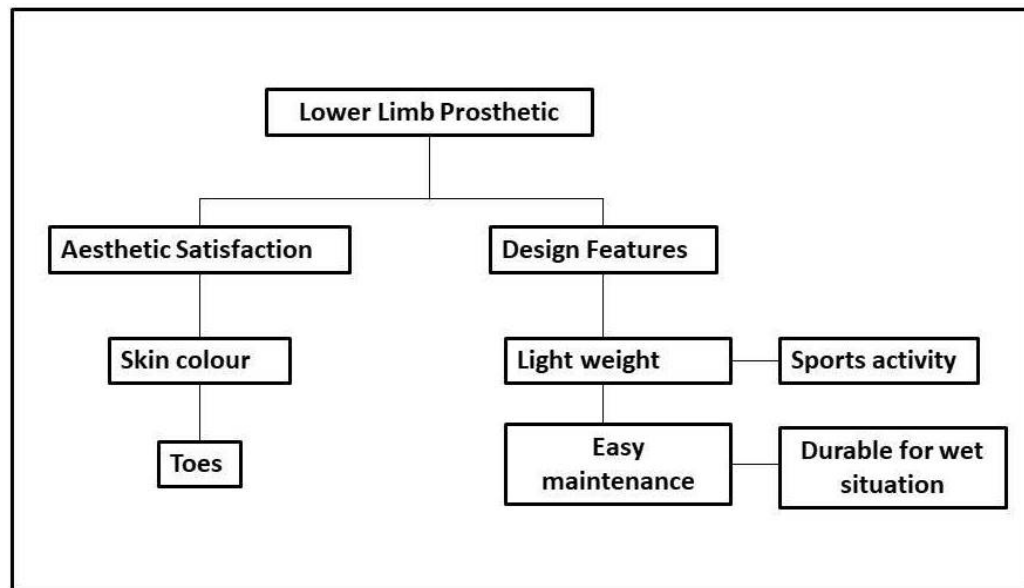 Lower Limb Prosthetic
Aesthetic Satisfaction
Design Features
Skin colour
Light weight
Sports activity
Toes
Easy
maintenance
Durable for wet
situation